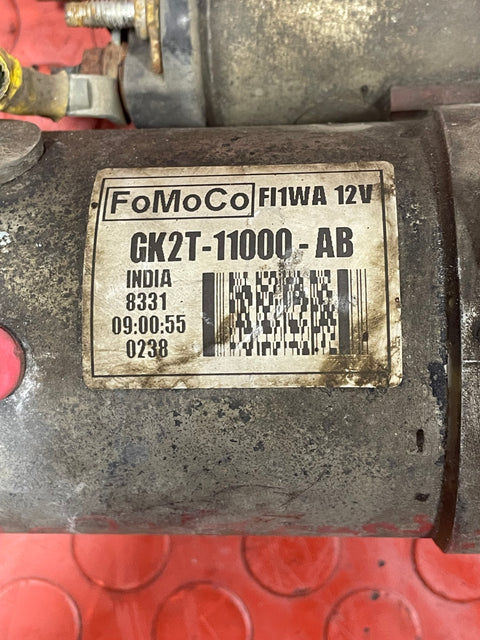 FoMoCo FI1WA 12V
GK2T-11000-AB
INDIA
8331
09:00:55
0238